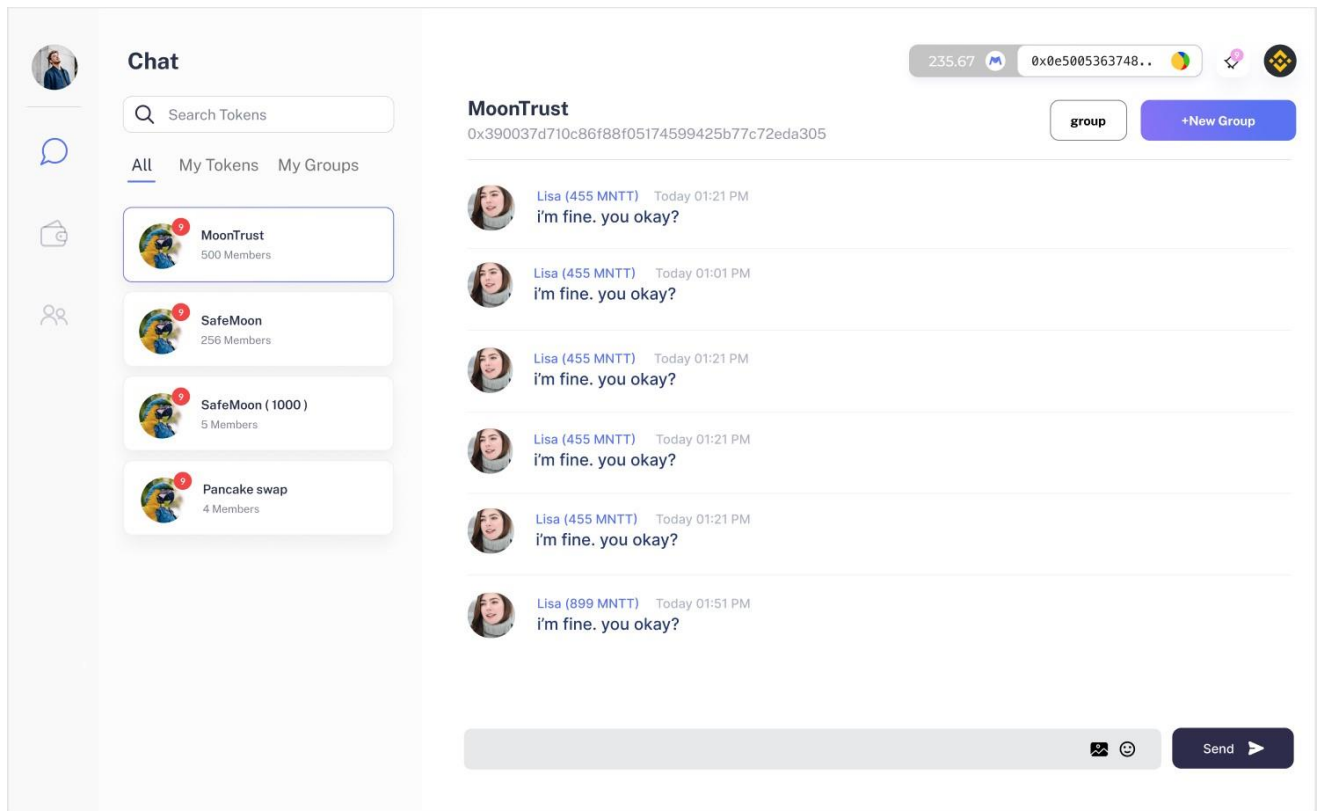 Chat
Search Tokens
All My Tokens My Groups
9
MoonTrust
500 Members
9
SafeMoon
256 Members
9
SafeMoon ( 1000 )
5 Members
9
Pancake swap
4 Members
235.67 0x0e5005363748..
MoonTrust
0x390037d710c86f88f05174599425b77c72eda305
group
+New Group
Lisa (455 MNTT) Today 01:21 PM
i'm fine. you okay?
Lisa (455 MNTT) Today 01:01 PM
i'm fine. you okay?
Lisa (455 MNTT) Today 01:21 PM
i'm fine. you okay?
Lisa (455 MNTT) Today 01:21 PM
i'm fine. you okay?
Lisa (455 MNTT) Today 01:21 PM
i'm fine. you okay?
Lisa (899 MNTT) Today 01:51 PM
i'm fine. you okay?
Send